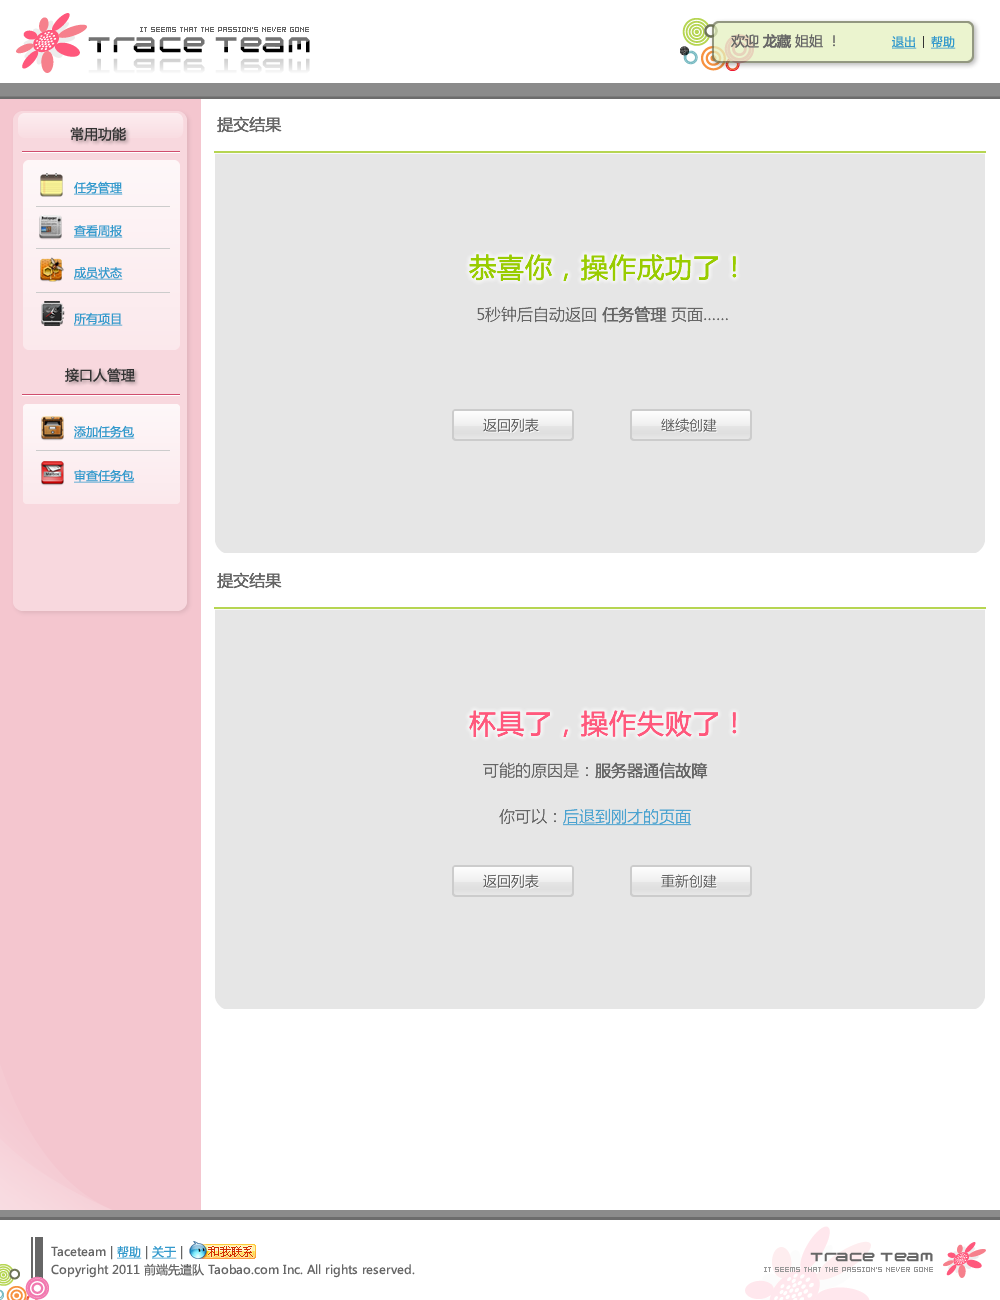 IT SEEMS THAT THE PASSION'S NEVER GONE
Trace Team
欢迎 龙藏 姐姐 ！
退出 | 帮助
常用功能
任务管理
查看周报
成员状态
所有项目
接口人管理
添加任务包
审查任务包
提交结果
恭喜你，操作成功了！
5秒钟后自动返回 任务管理 页面……
返回列表
继续创建
提交结果
杯具了，操作失败了！
可能的原因是：服务器通信故障
你可以：后退到刚才的页面
返回列表
重新创建
Taceteam | 帮助 | 关于 | 和我联系
Copyright 2011 前端先遣队 Taobao.com Inc. All rights reserved.
Trace Team
IT SEEMS THAT THE PASSION'S NEVER GONE